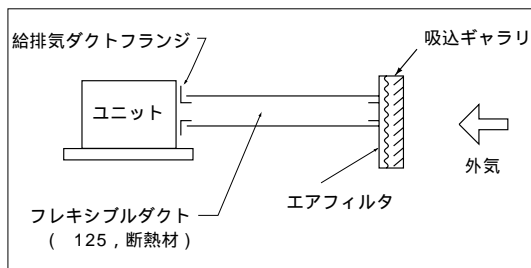 給排気ダクトフランジ
吸込ギャラリ
ユニット
外気
エアフィルタ
フレキシブルダクト
( 125 , 断熱材 )